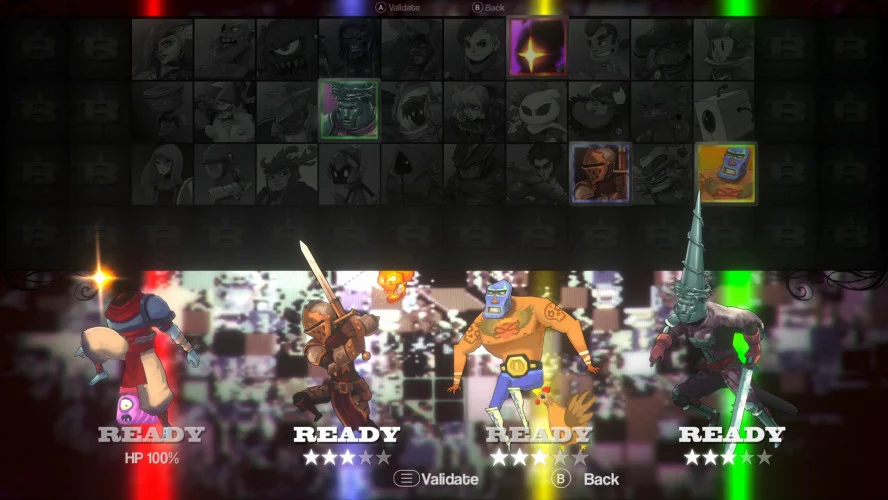 A Validate B Back
READY READY READY READY
HP 100%
Validate B Back